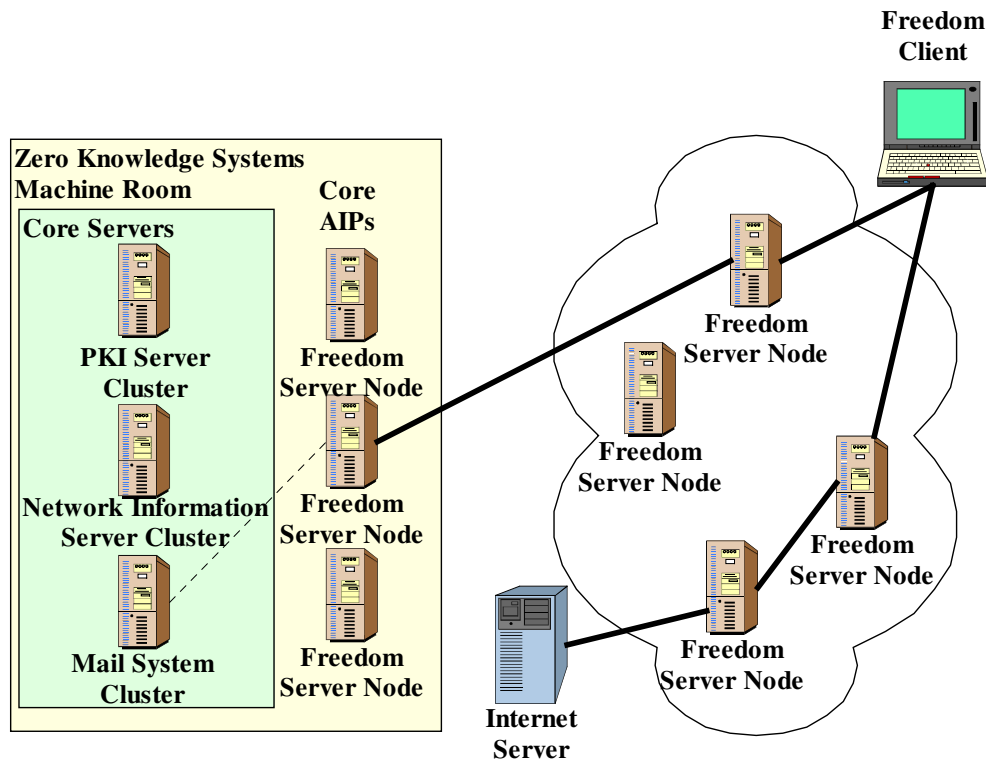 Freedom
Client
Zero Knowledge Systems
Machine Room
Core
AIPs
Core Servers
PKI Server
Cluster
Network Information
Server Cluster
Mail System
Cluster
Freedom
Server Node
Freedom
Server Node
Freedom
Server Node
Freedom
Server Node
Freedom
Server Node
Freedom
Server Node
Freedom
Server Node
Internet
Server